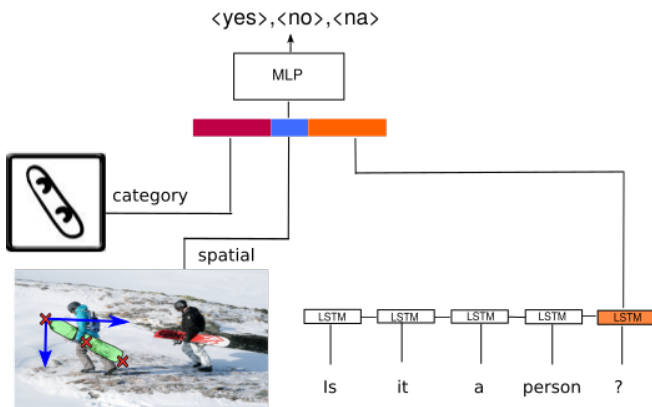 <yes>,<no>,<na>
MLP
category
spatial
LSTM LSTM LSTM LSTM LSTM
Is it a person ?